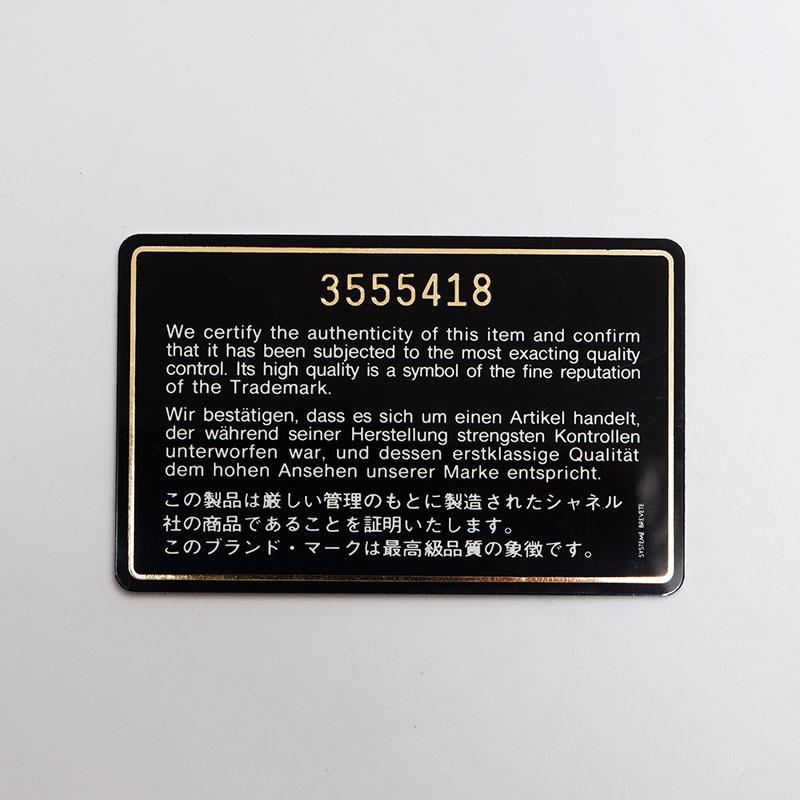 3555418
We certify the authenticity of this item and confirm
that it has been subjected to the most exacting quality
control. Its high quality is a symbol of the fine reputation
of the Trademark.
Wir bestätigen, dass es sich um einen Artikel handelt,
der während seiner Herstellung strengsten Kontrollen
unterworfen war, und dessen erstklassige Qualität
dem hohen Ansehen unserer Marke entspricht.
この製品は厳しい管理のもとに製造されたシャネル
社の商品であることを証明いたします。
このブランド・マークは最高級品質の象徴です。
SYSTEME BREVETE